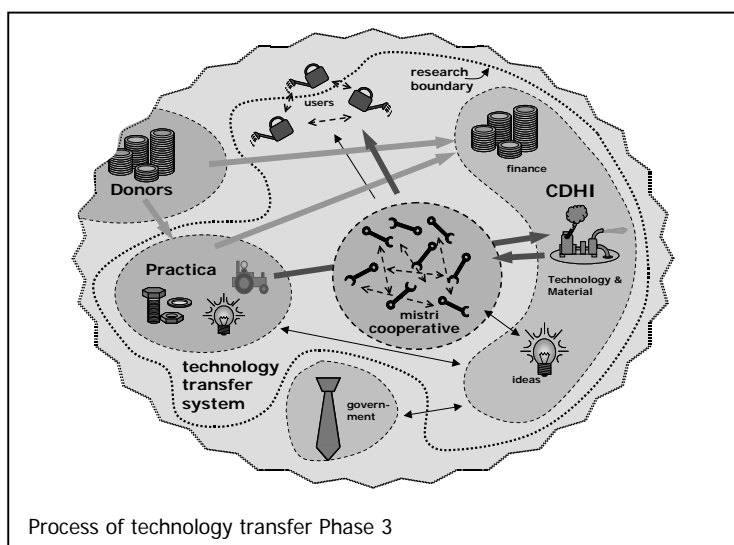 research
boundary
users
finance
Donors
CDHI
Practica
Technology &
Material
mistri
cooperative
technology
transfer
system
ideas
govern-
ment
Process of technology transfer Phase 3